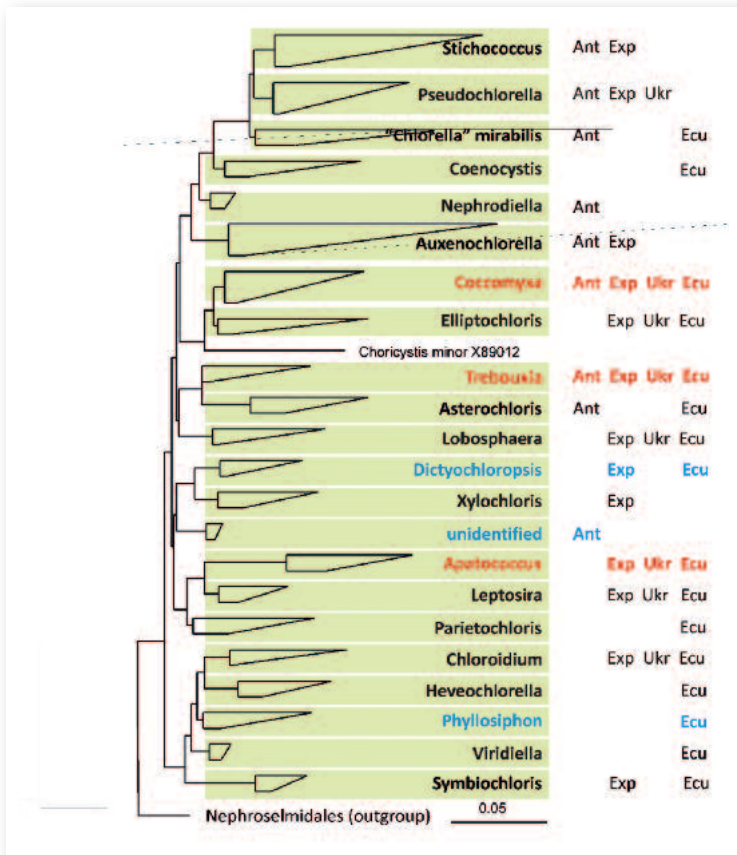 Stichococcus Ant Exp
Pseudochlorella Ant Exp Ukr
"Chlorella" mirabilis Ant Ecu
Coenocystis Ecu
Nephrodiella Ant
Auxenochlorella Ant Exp
Coccomyxa Ant Exp Ukr Ecu
Elliptochloris Exp Ukr Ecu
Choricystis minor X89012
Trebouxia Ant Exp Ukr Ecu
Asterochloris Ant Ecu
Lobosphaera Exp Ukr Ecu
Dictyochloropsis Exp Ecu
Xylochloris Exp
unidentified Ant
Apatococcus Exp Ukr Ecu
Leptosira Exp Ukr Ecu
Parietochloris Ecu
Chloroidium Exp Ukr Ecu
Heveochlorella Ecu
Phyllosiphon Ecu
Viridiella Ecu
Symbiochloris Exp Ecu
Nephroselmidales (outgroup) 0.05